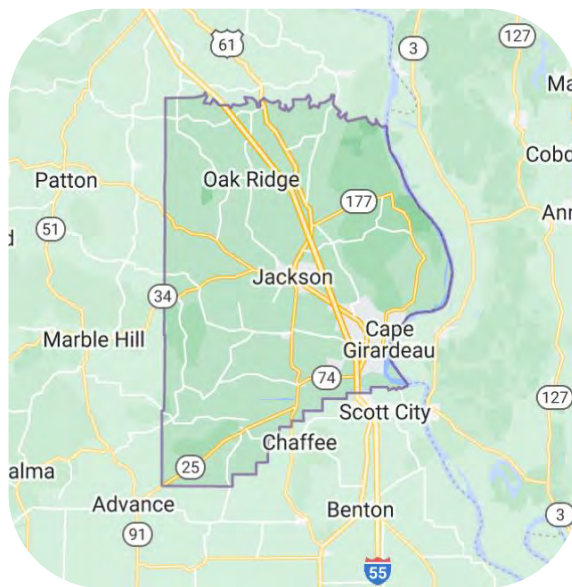 61
3
127
Ma
Oak Ridge
Patton
Cobd
177
51
Ann
d
Jackson
34
Cape
Girardeau
Marble Hill
74
127
Scott City
Chaffee
25
alma
Advance
Benton
3
91
55